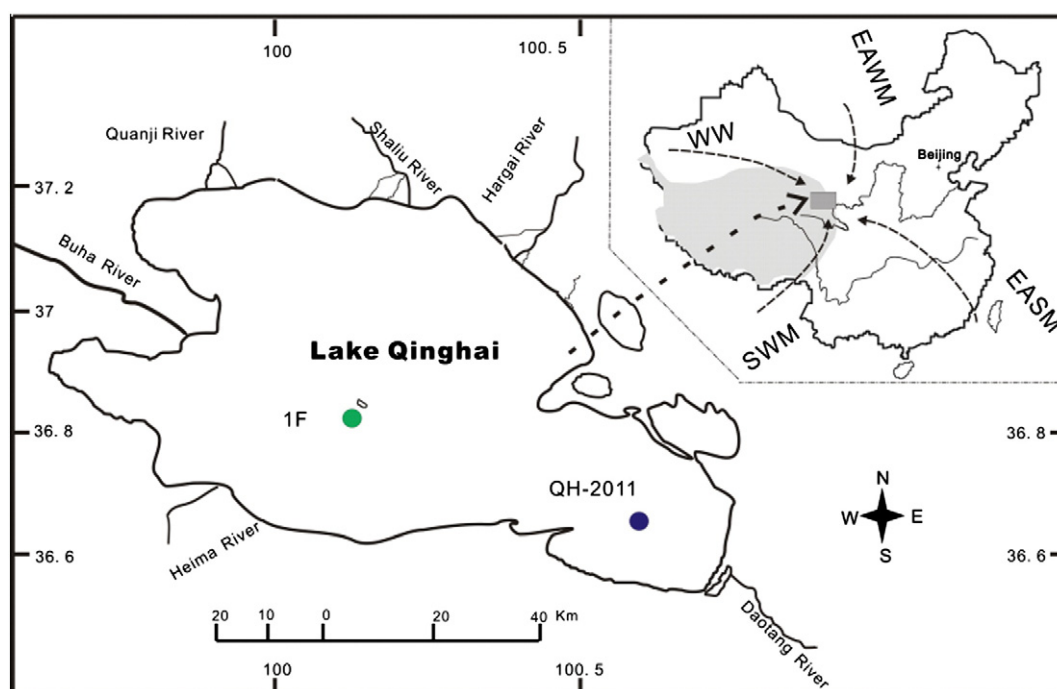 100
100. 5
Quanji River
Shaliu River
Hargai River
EAWM
WW
Beijing
37.2
Buha River
37
Lake Qinghai
SWM
EASM
1F
36.8
36.8
QH-2011
N
W
E
S
Heima River
36.6
36.6
Daotang River
20
10
0
20
40
Km
100
100.5